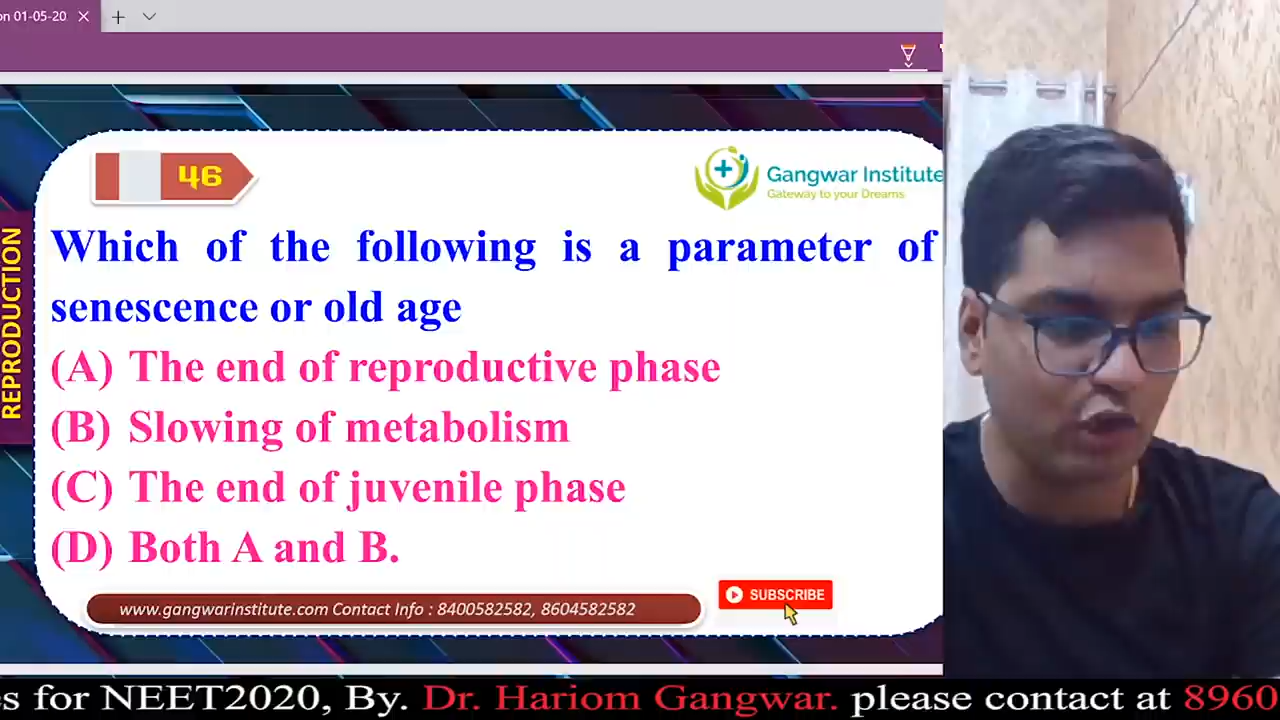 on 01-05-20
46
Gangwar Institute
Gateway to your Dreams
REPRODUCTION
Which of the following is a parameter of
senescence or old age
(A) The end of reproductive phase
(B) Slowing of metabolism
(C) The end of juvenile phase
(D) Both A and B.
www.gangwarinstitute.com Contact Info : 8400582582, 8604582582
SUBSCRIBE
es for NEET2020, By. Dr. Hariom Gangwar. please contact at 8960